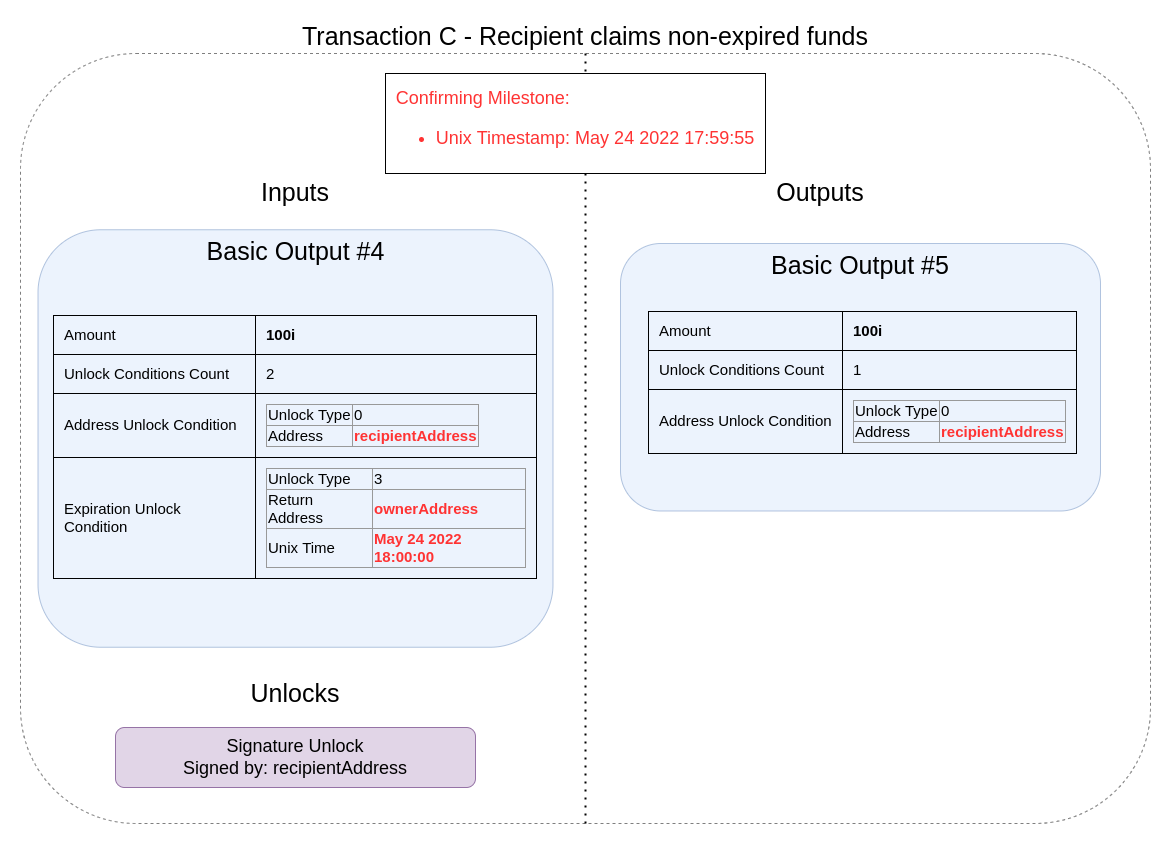 Transaction C - Recipient claims non-expired funds
Confirming Milestone:
• Unix Timestamp: May 24 2022 17:59:55
Inputs
Basic Output #4
Amount 100i
Unlock Conditions Count 2
Address Unlock Condition
Unlock Type 0
Address recipientAddress
Expiration Unlock
Condition
Unlock Type 3
Return
Address
ownerAddress
Unix Time
May 24 2022
18:00:00
Unlocks
Signature Unlock
Signed by: recipientAddress
Outputs
Basic Output #5
Amount 100i
Unlock Conditions Count 1
Address Unlock Condition
Unlock Type 0
Address recipientAddress